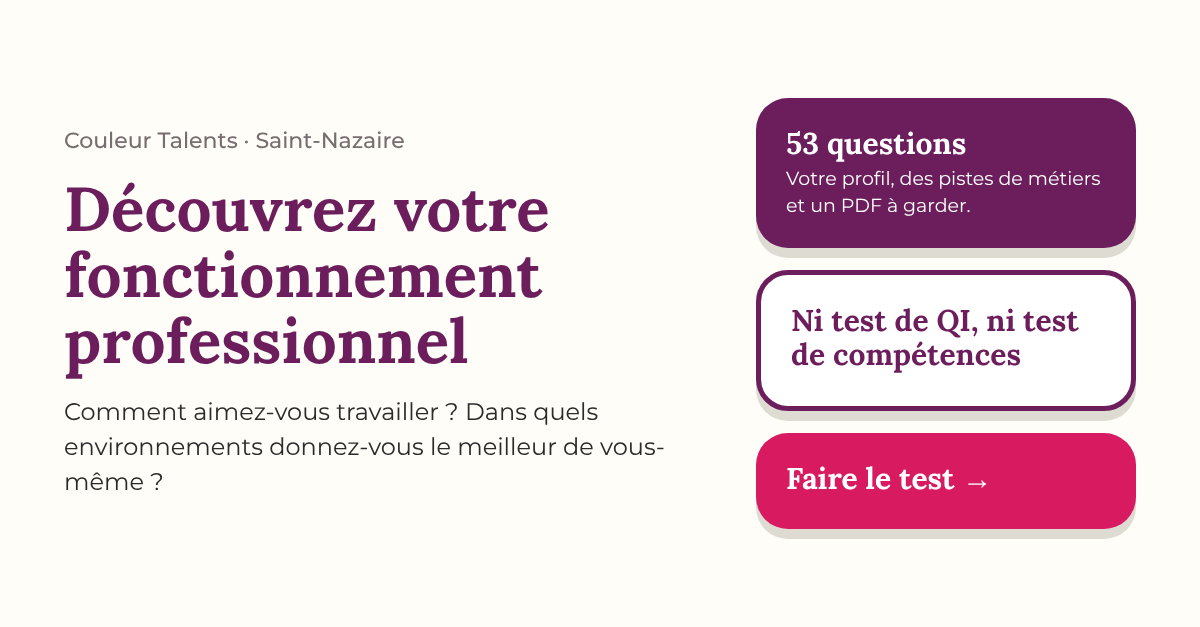 Couleur Talents · Saint-Nazaire
Découvrez votre
fonctionnement
professionnel
Comment aimez-vous travailler ? Dans quels
environnements donnez-vous le meilleur de vous-
même ?
53 questions
Votre profil, des pistes de métiers
et un PDF à garder.
Ni test de QI, ni test
de compétences
Faire le test →